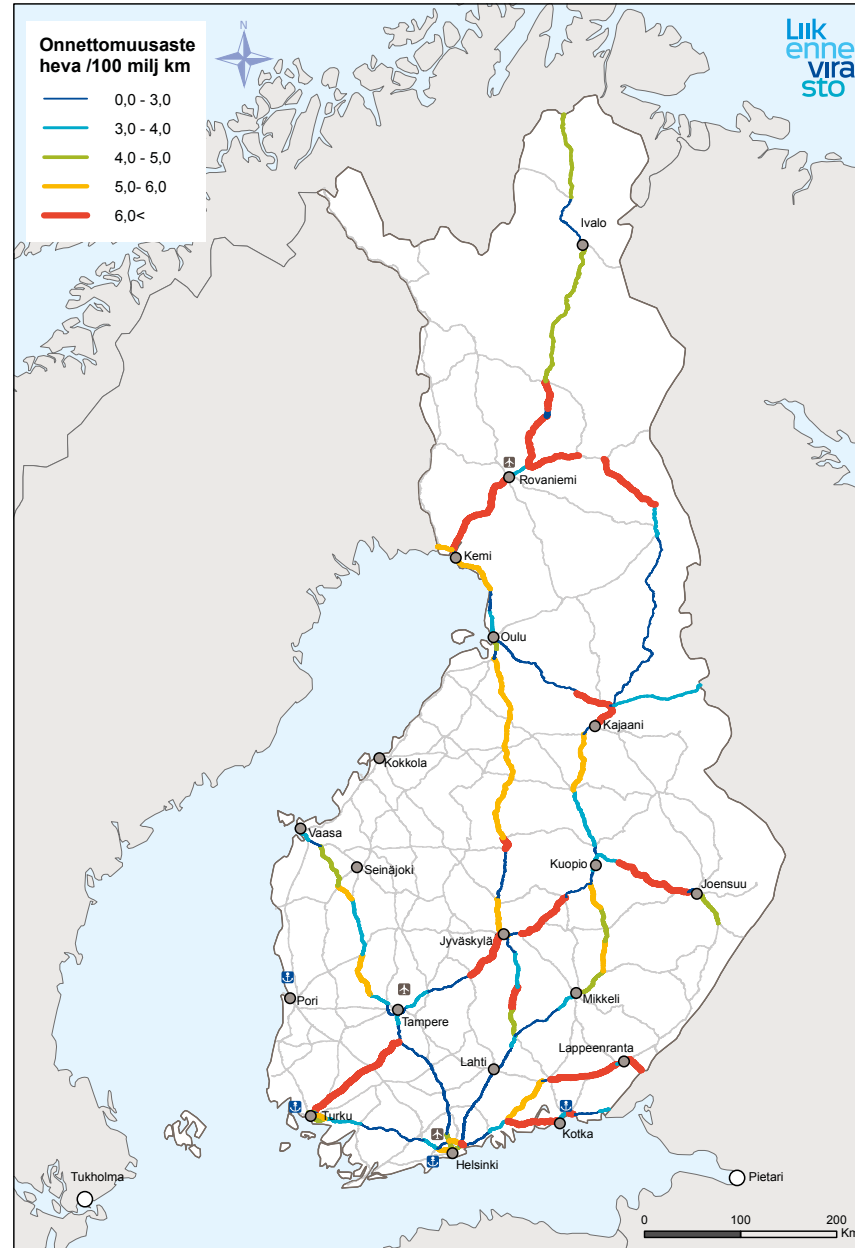 Onnettomuusaste
heva /100 milj km
0,0 - 3,0
3,0 - 4,0
4,0 - 5,0
5,0- 6,0
6,0<
N
Liik
enne
vira
sto
Ivalo
Rovaniemi
Kemi
Oulu
Kajaani
Kokkola
Vaasa
Seinäjoki
Kuopio
Joensuu
Jyväskylä
Pori
Tampere
Mikkeli
Lappeenranta
Lahti
Turku
Kotka
Helsinki
Tukholma
Pietari
0 100 200
Km